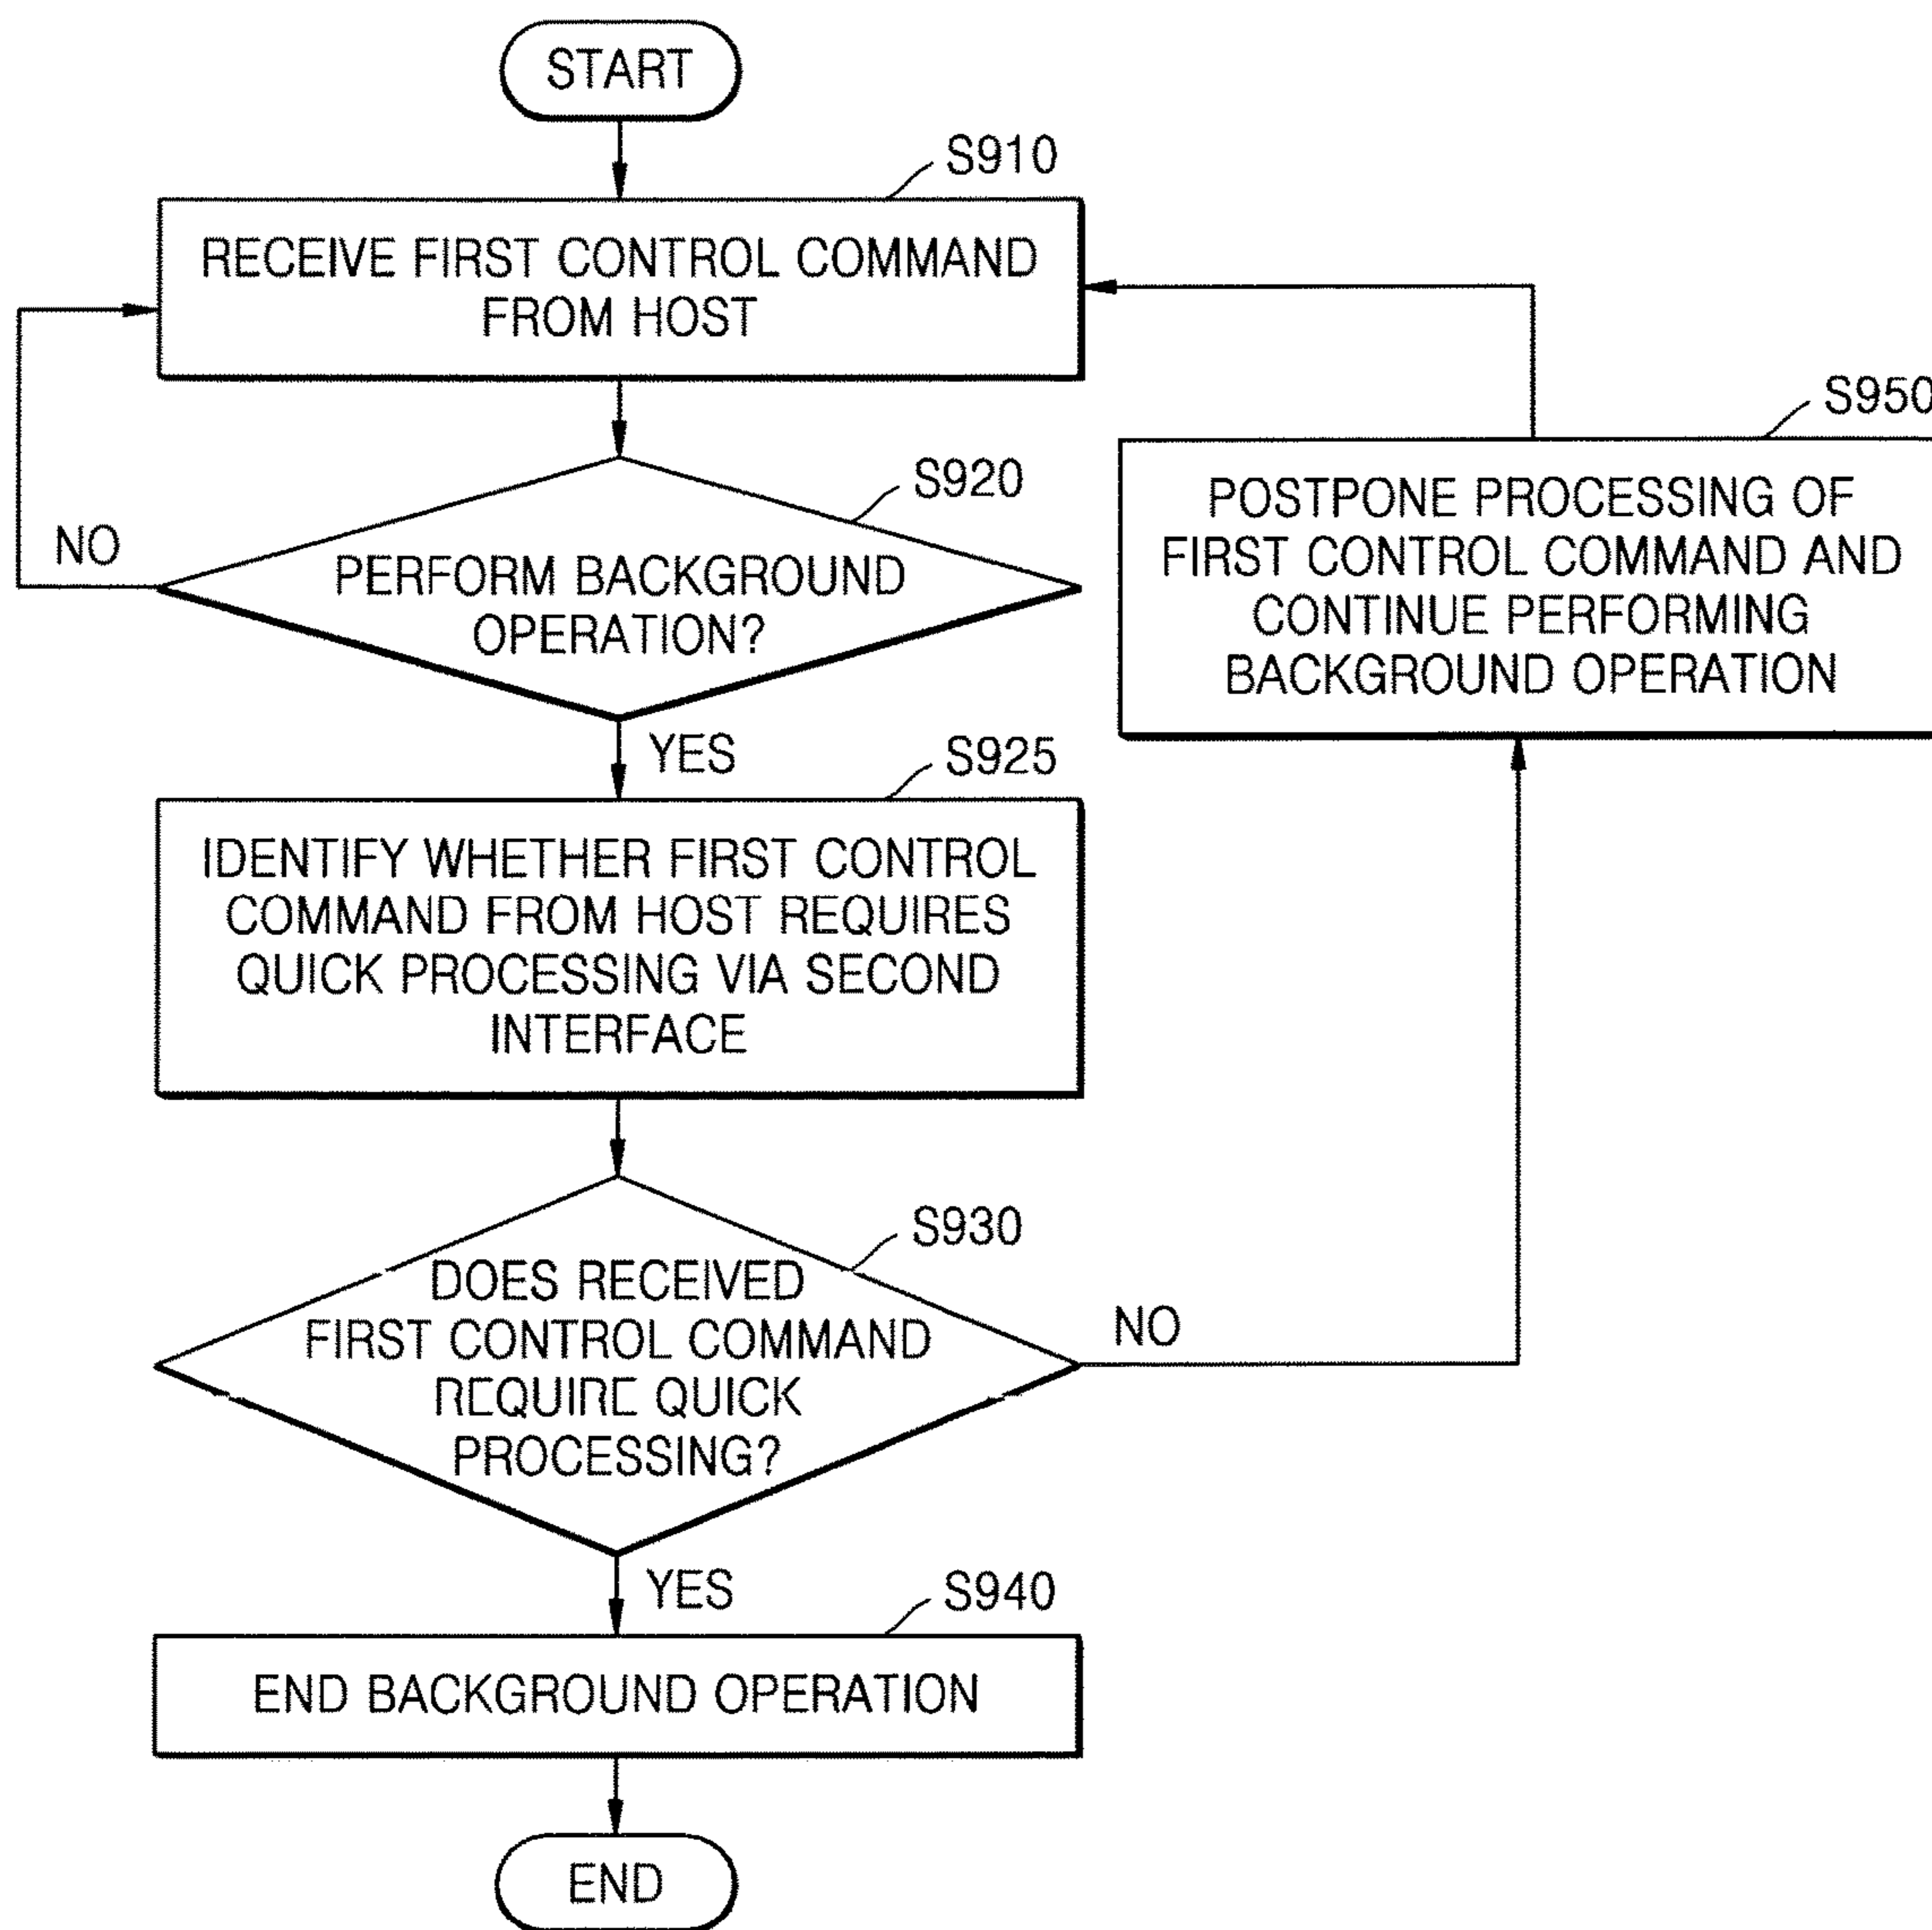 START
S910
RECEIVE FIRST CONTROL COMMAND
FROM HOST
S920
PERFORM BACKGROUND
OPERATION?
NO
YES
S925
IDENTIFY WHETHER FIRST CONTROL
COMMAND FROM HOST REQUIRES
QUICK PROCESSING VIA SECOND
INTERFACE
S930
DOES RECEIVED
FIRST CONTROL COMMAND
REQUIRE QUICK
PROCESSING?
NO
S950
POSTPONE PROCESSING OF
FIRST CONTROL COMMAND AND
CONTINUE PERFORMING
BACKGROUND OPERATION
YES
S940
END BACKGROUND OPERATION
END